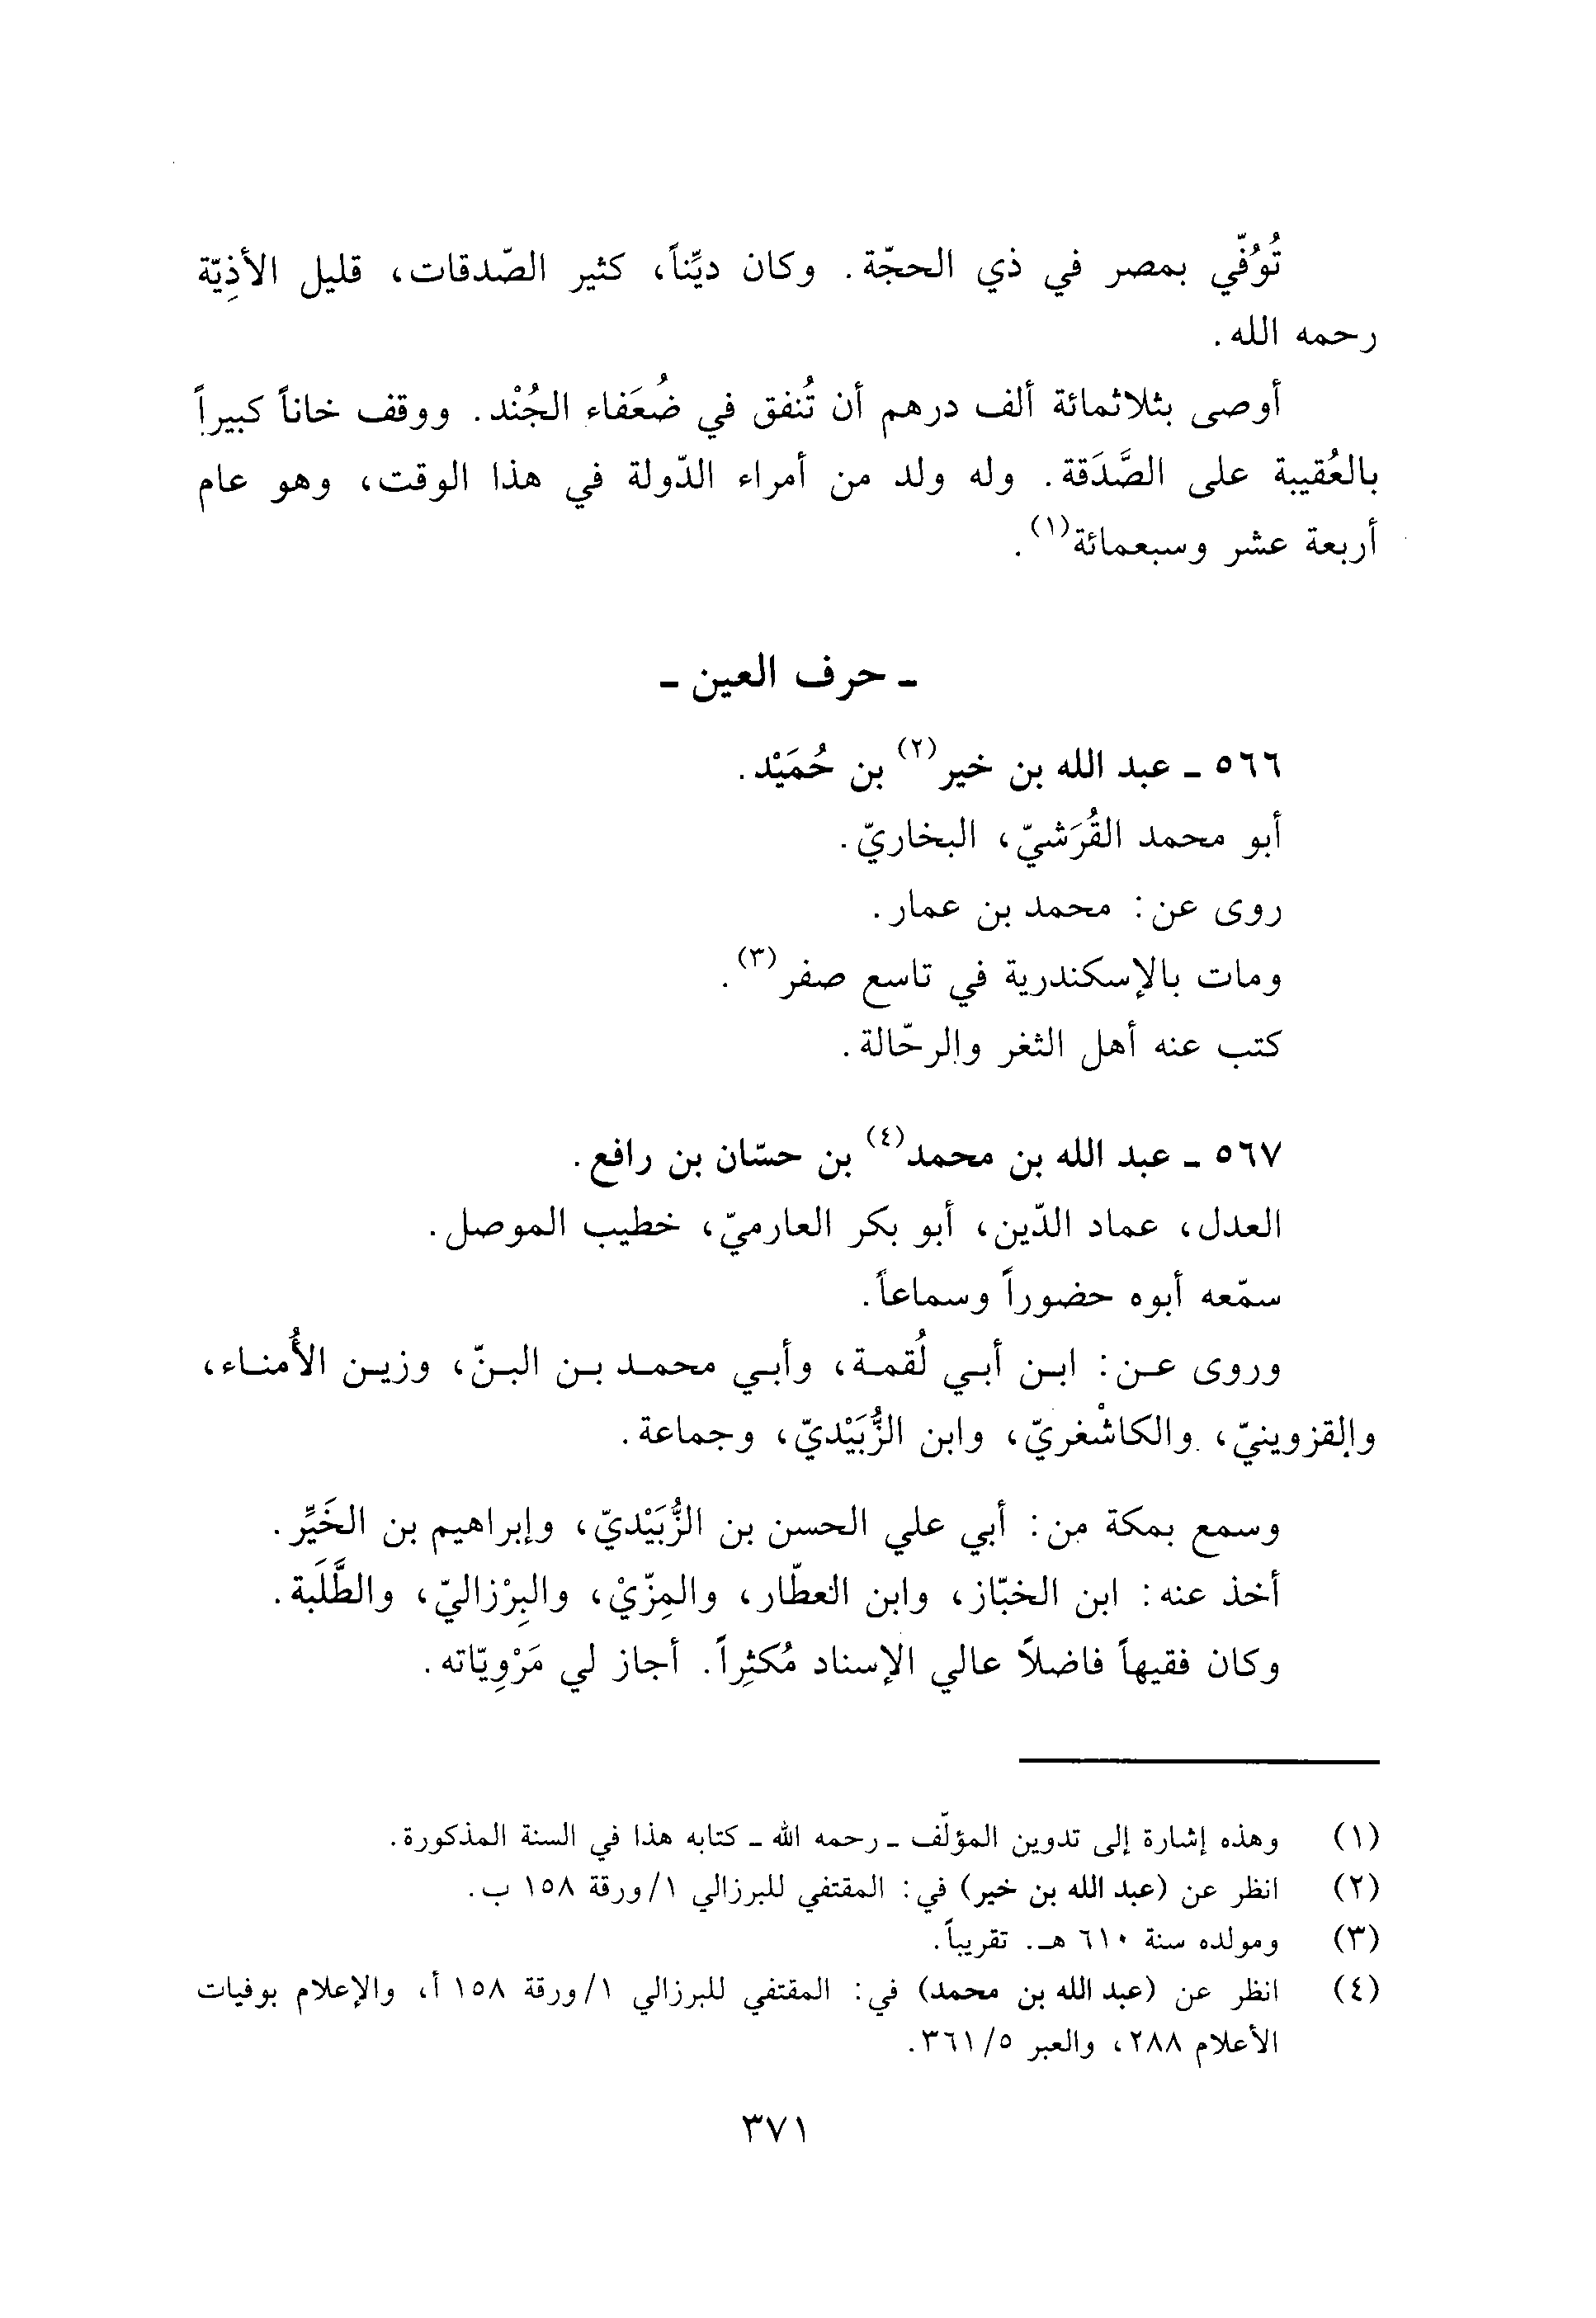 تُوُفّي بمصر في ذي الحجّة. وكان ديِّناً، كثير الصّدقات، قليل الأذِيّة
رحمه الله.
أوصى بثلاثمائة ألف درهم أن تُنفق في ضُعَفاء الجُنْد. ووقف خاناً كبيراً
بالعُقيبة على الصَّدَقة. وله ولد من أمراء الدّولة في هذا الوقت، وهو عام
أربعة عشر وسبعمائة(١).
ـ حرف العين ـ
٥٦٦ ـ عبد الله بن خير(٢) بن حُمَيْد.
أبو محمد القُرَشيّ، البخاريّ.
روى عن: محمد بن عمار.
ومات بالإسكندرية في تاسع صفر(٣).
كتب عنه أهل الثغر والرحّالة.
٥٦٧ ـ عبد الله بن محمد(٤) بن حسّان بن رافع.
العدل، عماد الدّين، أبو بكر العارميّ، خطيب الموصل.
سمّعه أبوه حضوراً وسماعاً.
وروى عن: ابن أبي لُقمة، وأبي محمد بن البنّ، وزين الأُمناء،
والقزوينيّ، والكاشْغريّ، وابن الزُّبَيْديّ، وجماعة.
وسمع بمكة من: أبي علي الحسن بن الزُّبَيْديّ، وإبراهيم بن الخَيِّر.
أخذ عنه: ابن الخبّاز، وابن العطّار، والمِزّيْ، والبِرْزاليّ، والطَّلَبة.
وكان فقيهاً فاضلاً عالي الإسناد مُكثِراً. أجاز لي مَرْوِيّاته.
(١) وهذه إشارة إلى تدوين المؤلّف ـ رحمه الله ـ كتابه هذا في السنة المذكورة.
(٢) انظر عن (عبد الله بن خير) في: المقتفي للبرزالي ١/ورقة ١٥٨ ب.
(٣) ومولده سنة ٦١٠ هـ. تقريباً.
(٤) انظر عن (عبد الله بن محمد) في: المقتفي للبرزالي ١/ورقة ١٥٨ أ، والإعلام بوفيات
الأعلام ٢٨٨، والعبر ٥/٣٦١.
٣٧١